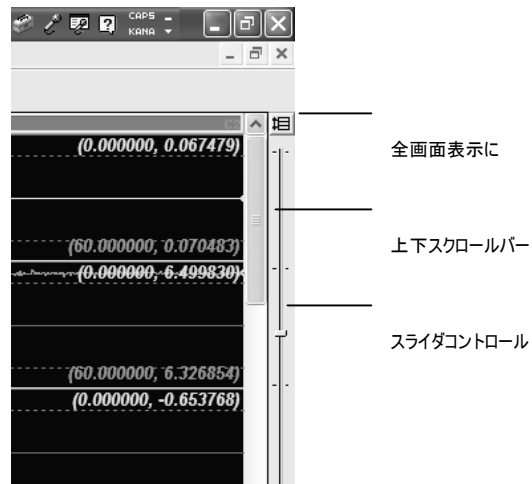 CAPS
KANA
C2
(0.000000, 0.067479)
全画面表示に
(60.000000, 0.070483)
上下スクロールバー
(0.000000, 6.499830)
スライダコントロール
(60.000000, 6.326854)
(0.000000, -0.653768)